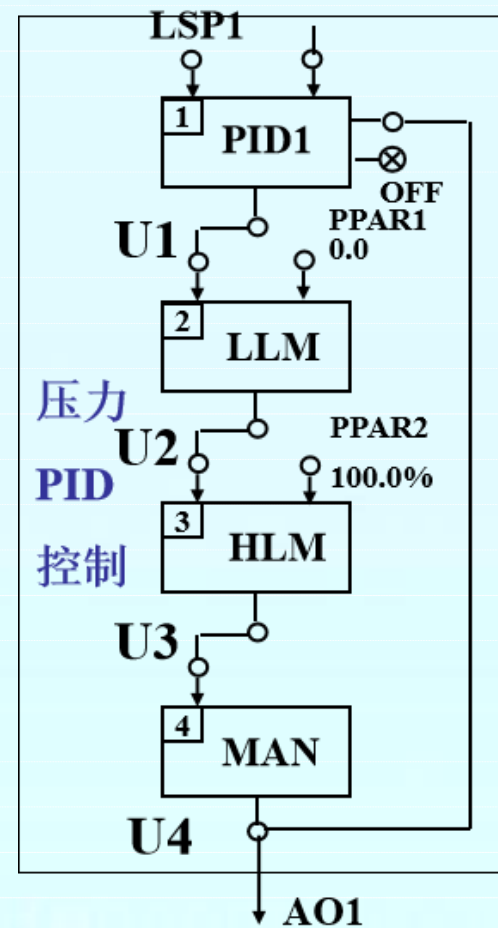 LSP1
1
PID1
OFF
U1
PPAR1
0.0
2
LLM
压力
U2
PPAR2
PID
100.0%
3
HLM
控制
U3
4
MAN
U4
AO1